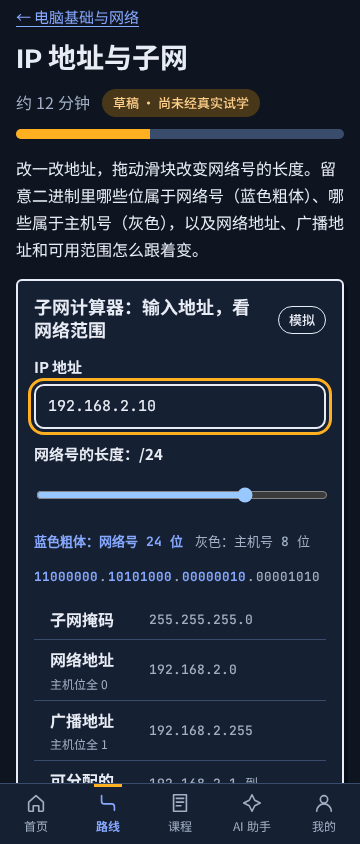 ← 电脑基础与网络
IP 地址与子网
约 12 分钟 草稿 · 尚未经真实试学
改一改地址，拖动滑块改变网络号的长度。留
意二进制里哪些位属于网络号（蓝色粗体）、哪
些属于主机号（灰色），以及网络地址、广播地
址和可用范围怎么跟着变。
子网计算器：输入地址，看
网络范围
模拟
IP 地址
192.168.2.10
网络号的长度：/24
蓝色粗体：网络号 24 位 灰色：主机号 8 位
11000000.10101000.00000010.00001010
子网掩码 255.255.255.0
网络地址 192.168.2.0
主机位全 0
广播地址 192.168.2.255
主机位全 1
可分配的 192.168.2.1 到
首页 路线 课程 AI 助手 我的